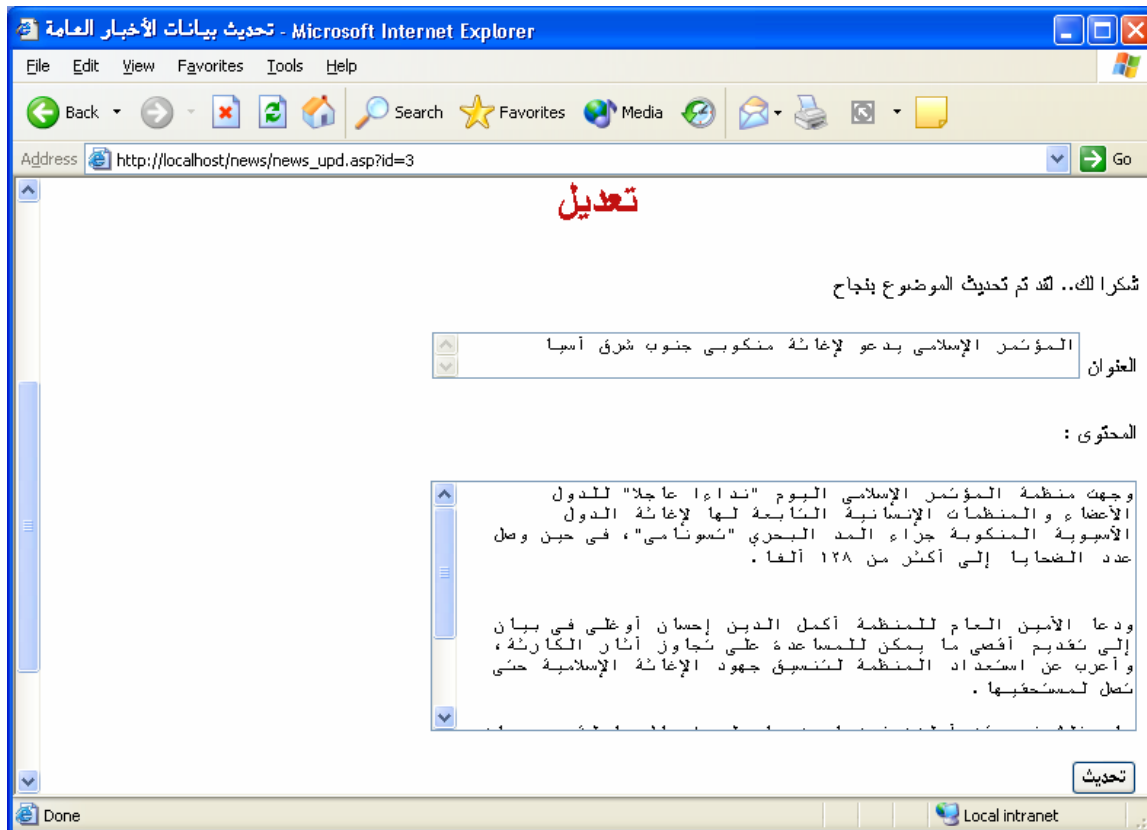 تحديث بيانات الأخبار العامة - Microsoft Internet Explorer
File Edit View Favorites Tools Help
Back Search Favorites Media
Address http://localhost/news/news_upd.asp?id=3 Go
تعديل
شكرا لك.. لقد تم تحديث الموضوع بنجاح
المؤتمر الإسلامي يدعو لإغاثة منكوبي جنوب شرق آسيا
العنوان
المحتوى :
وجهت منظمة المؤتمر الإسلامي اليوم "نداءا عاجلا" للدول
الأعضاء والمنظمات الإنسانية التابعة لها لإغاثة الدول
الآسيوية المنكوبة جراء المد البحري "تسونامي"، في حين وصل
عدد الضحايا إلى أكثر من ١٢٨ ألفا.
ودعا الأمين العام للمنظمة أكمل الدين إحسان أوغلي في بيان
إلى تقديم أقصى ما يمكن للمساعدة على تجاوز آثار الكارثة،
وأعرب عن استعداد المنظمة لتنسيق جهود الإغاثة الإسلامية حتى
تصل لمستحقيها.
تحديث
Done Local intranet